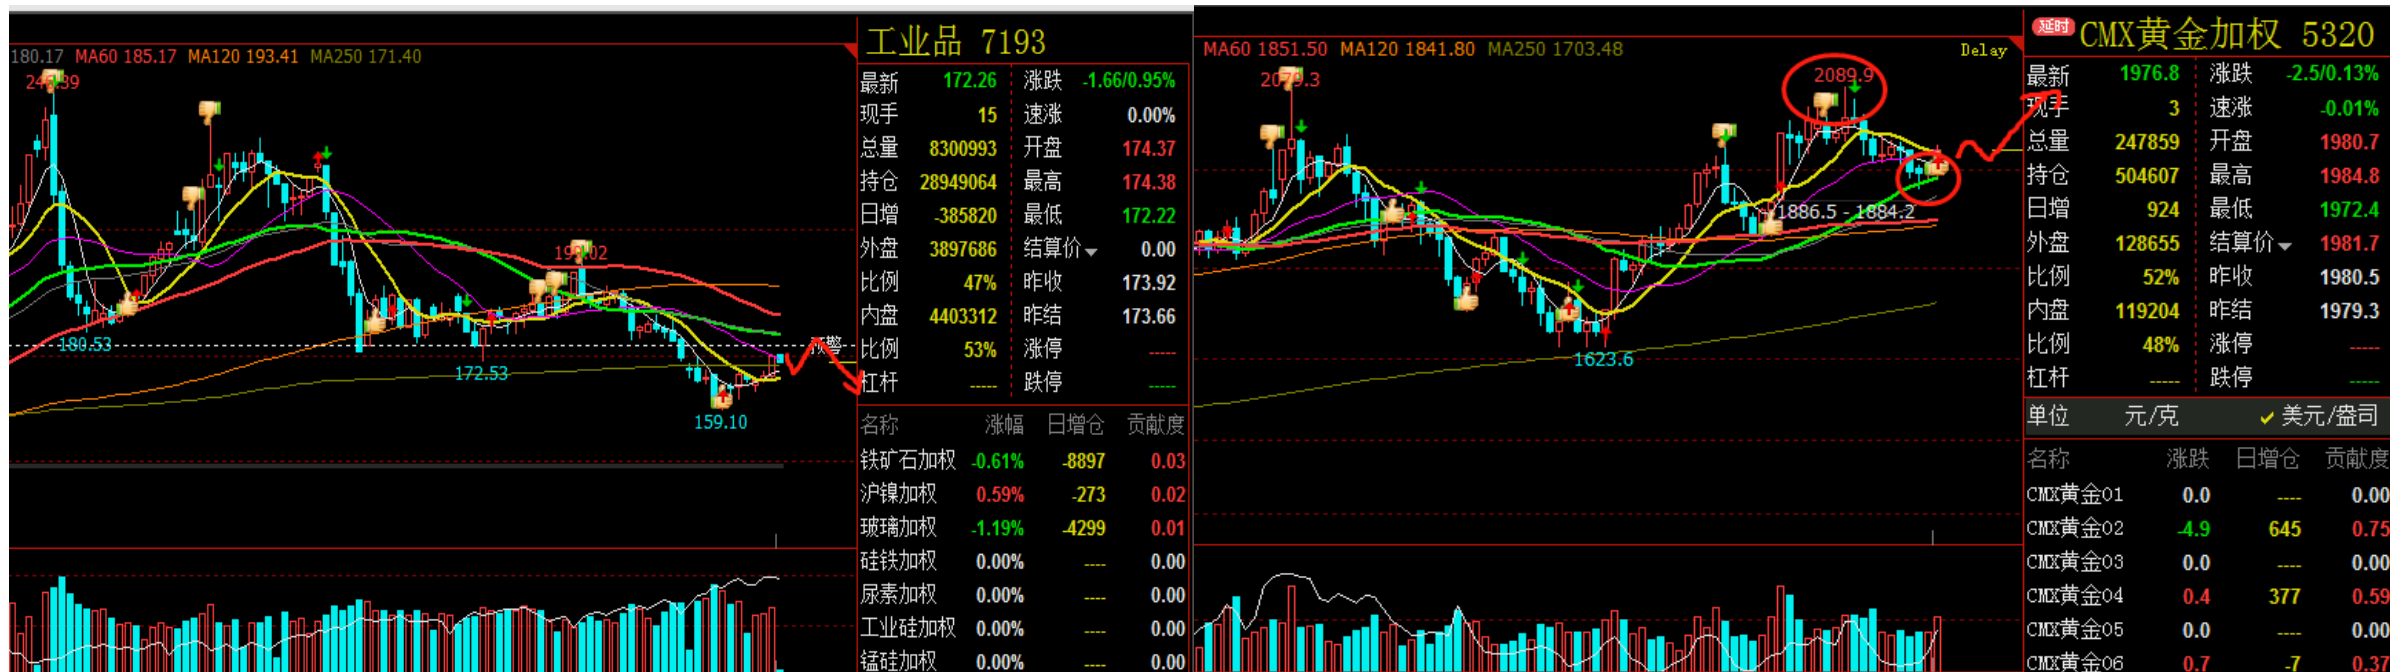 180.17 MA60 185.17 MA120 193.41 MA250 171.40
180.53
172.53
159.10
工业品 7193
最新 172.26 涨跌 -1.66/0.95%
现手 15 速涨 0.00%
总量 8300993 开盘 174.37
持仓 28949064 最高 174.38
日增 -385820 最低 172.22
外盘 3897686 结算价 0.00
比例 47% 昨收 173.92
内盘 4403312 昨结 173.66
比例 53% 涨停 -----
杠杆 ----- 跌停 -----
名称 涨幅 日增仓 贡献度
铁矿石加权 -0.61% -8897 0.03
沪镍加权 0.59% -273 0.02
玻璃加权 -1.19% -4299 0.01
硅铁加权 0.00% ---- 0.00
尿素加权 0.00% ---- 0.00
工业硅加权 0.00% ---- 0.00
锰硅加权 0.00% ---- 0.00
MA60 1851.50 MA120 1841.80 MA250 1703.48
Delay
2089.9
1886.5 - 1884.2
1623.6
延时 CMX黄金加权 5320
最新 1976.8 涨跌 -2.5/0.13%
现手 3 速涨 -0.01%
总量 247859 开盘 1980.7
持仓 504607 最高 1984.8
日增 924 最低 1972.4
外盘 128655 结算价 1981.7
比例 52% 昨收 1980.5
内盘 119204 昨结 1979.3
比例 48% 涨停 -----
杠杆 ----- 跌停 -----
单位 元/克 ✓ 美元/盎司
名称 涨跌 日增仓 贡献度
CMX黄金01 0.0 ---- 0.00
CMX黄金02 -4.9 645 0.75
CMX黄金03 0.0 ---- 0.00
CMX黄金04 0.4 377 0.59
CMX黄金05 0.0 ---- 0.00
CMX黄金06 0.7 -7 0.37